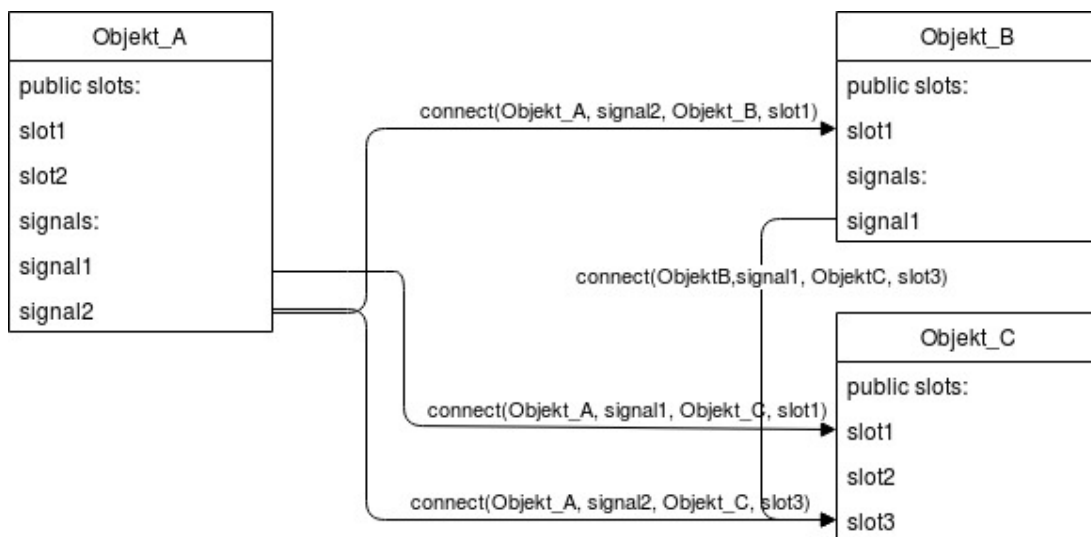 Objekt_A
public slots:
slot1
slot2
signals:
signal1
signal2
connect(Objekt_A, signal2, Objekt_B, slot1)
Objekt_B
public slots:
slot1
signals:
signal1
connect(ObjektB,signal1, ObjektC, slot3)
connect(Objekt_A, signal1, Objekt_C, slot1)
connect(Objekt_A, signal2, Objekt_C, slot3)
Objekt_C
public slots:
slot1
slot2
slot3